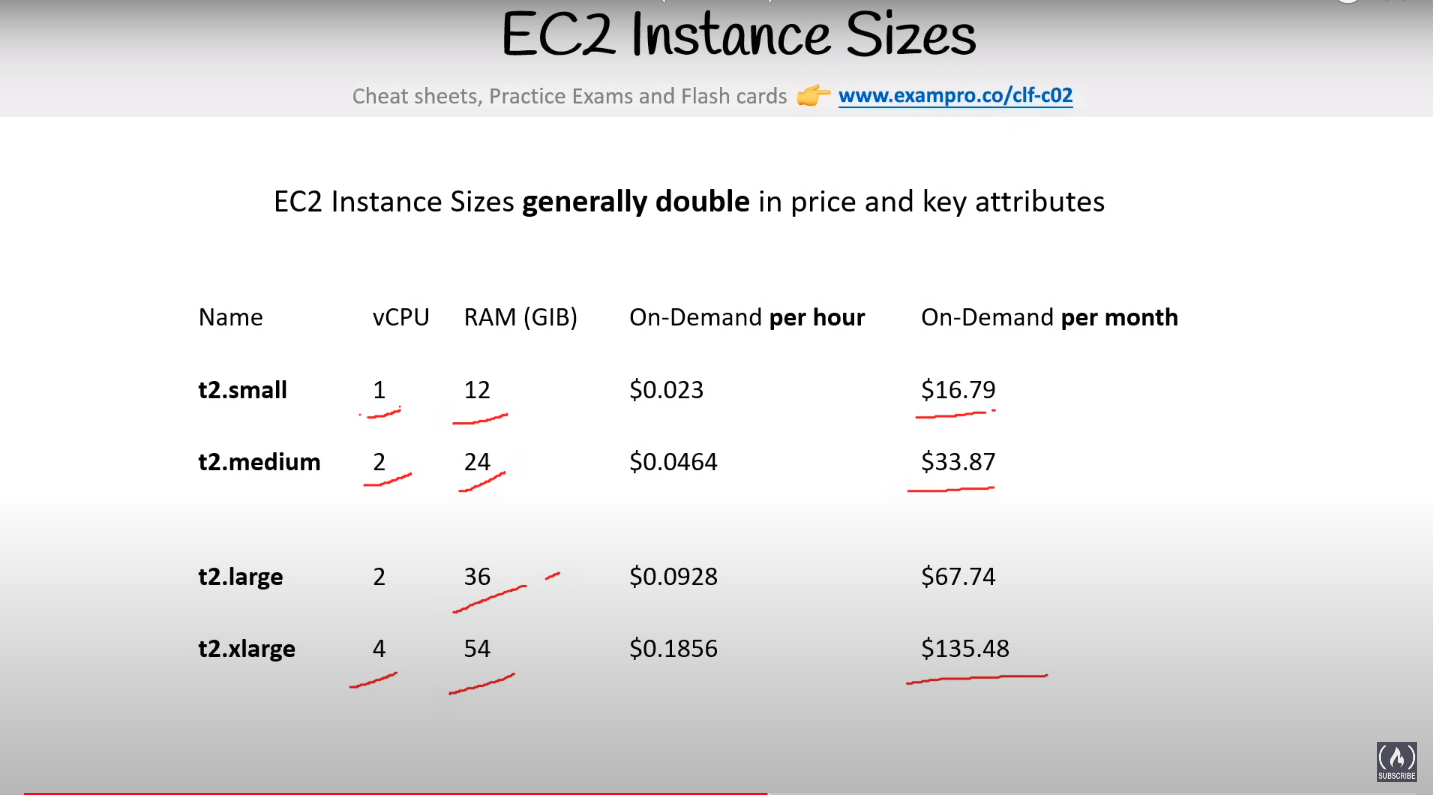 EC2 Instance Sizes
Cheat sheets, Practice Exams and Flash cards 👉 www.exampro.co/clf-c02
EC2 Instance Sizes generally double in price and key attributes
Name vCPU RAM (GIB) On-Demand per hour On-Demand per month
t2.small 1 12 $0.023 $16.79
t2.medium 2 24 $0.0464 $33.87
t2.large 2 36 $0.0928 $67.74
t2.xlarge 4 54 $0.1856 $135.48
SUBSCRIBE